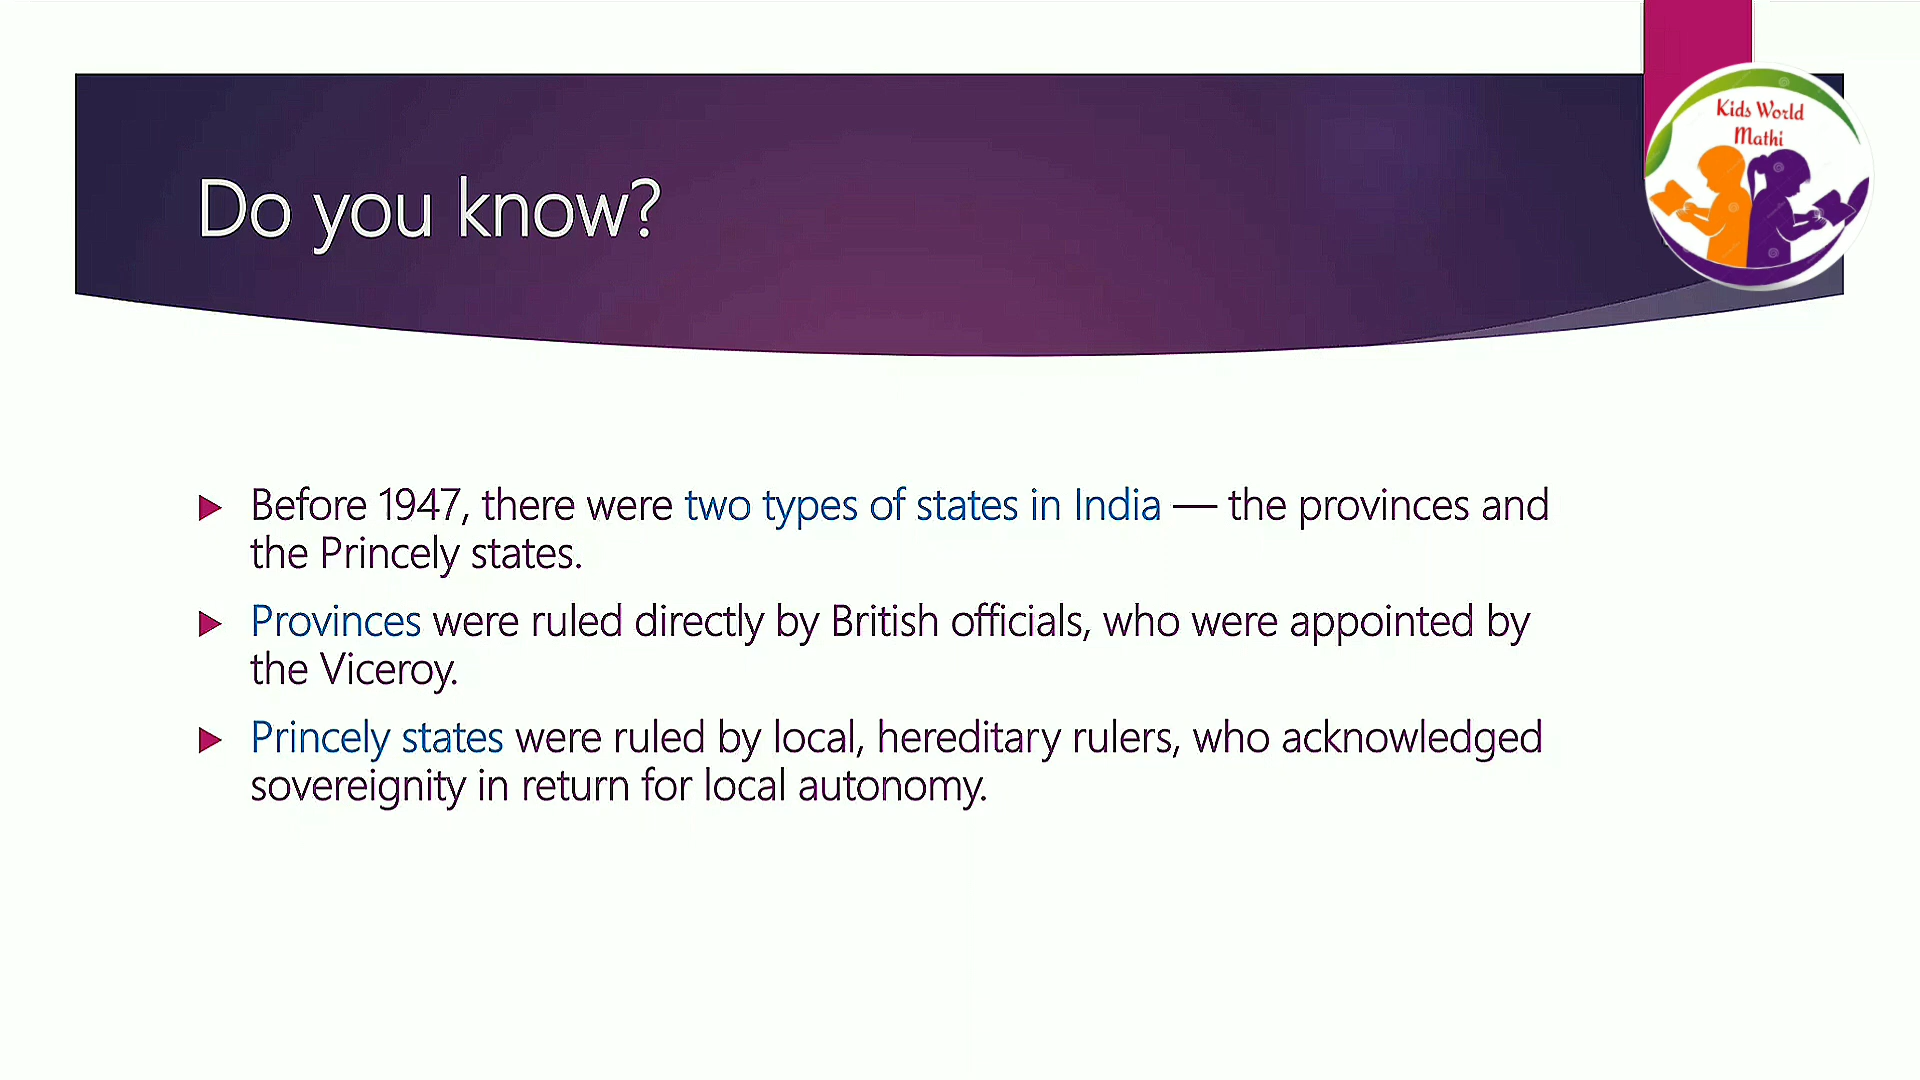 Kids World
Mathi
Do you know?
Before 1947, there were two types of states in India — the provinces and
the Princely states.
Provinces were ruled directly by British officials, who were appointed by
the Viceroy.
Princely states were ruled by local, hereditary rulers, who acknowledged
sovereignity in return for local autonomy.